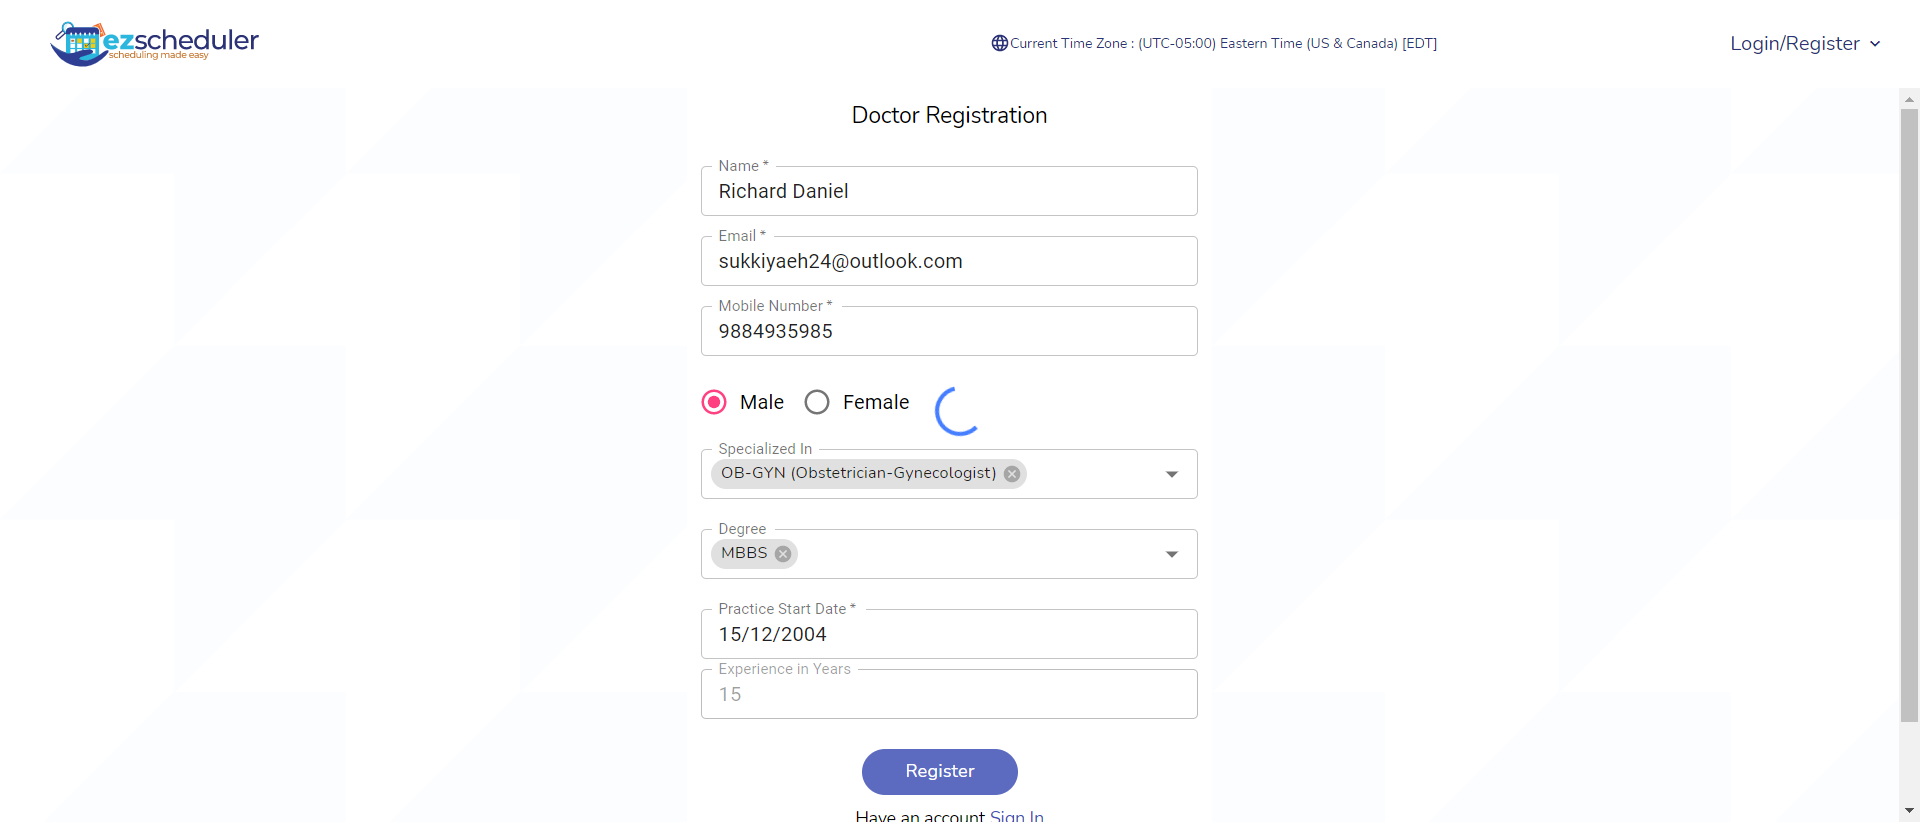 ezscheduler
scheduling made easy
Current Time Zone : (UTC-05:00) Eastern Time (US & Canada) [EDT]
Login/Register
Doctor Registration
Name *
Richard Daniel
Email *
sukkiyaeh24@outlook.com
Mobile Number *
9884935985
Male Female
Specialized In
OB-GYN (Obstetrician-Gynecologist)
Degree
MBBS
Practice Start Date *
15/12/2004
Experience in Years
15
Register
Have an account Sign In